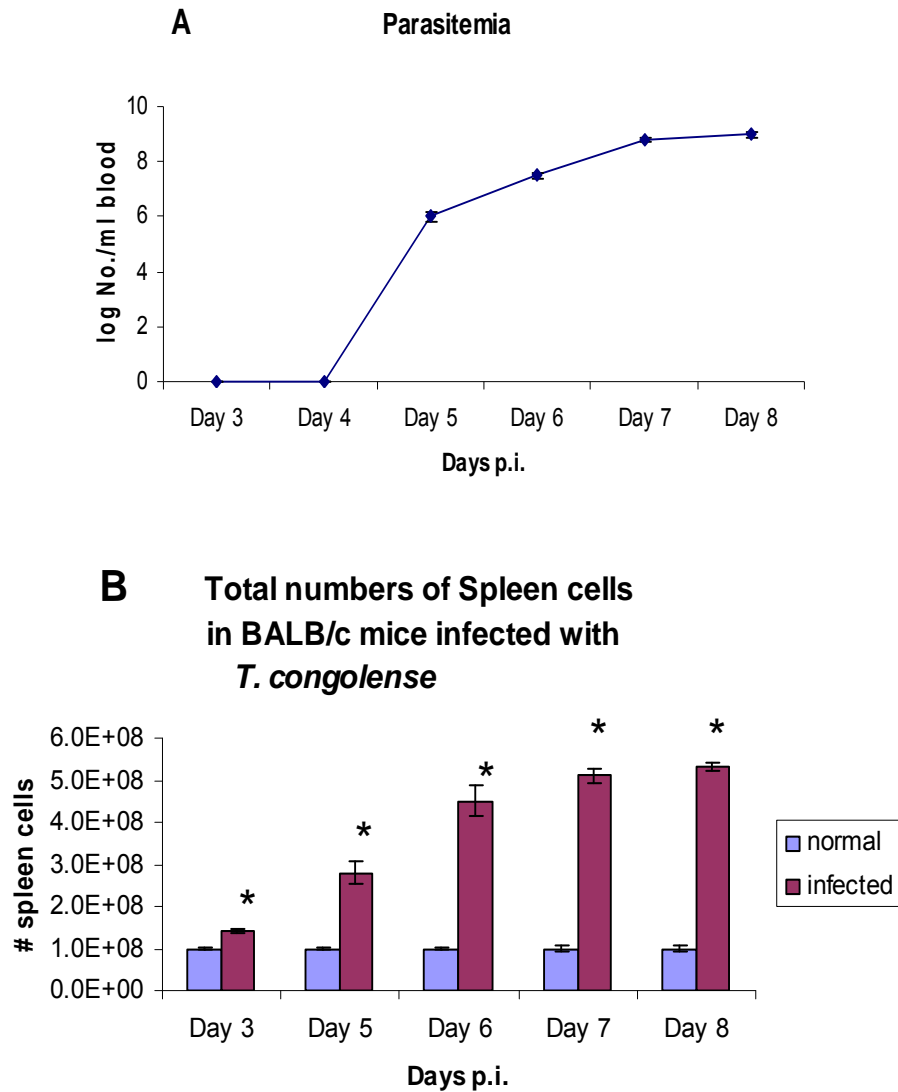 A Parasitemia
10
8
6
4
2
0
log No./ml blood
Day 3 Day 4 Day 5 Day 6 Day 7 Day 8
Days p.i.
B Total numbers of Spleen cells
in BALB/c mice infected with
T. congolense
6.0E+08
5.0E+08
4.0E+08
3.0E+08
2.0E+08
1.0E+08
0.0E+00
# spleen cells
* * * * *
normal
infected
Day 3 Day 5 Day 6 Day 7 Day 8
Days p.i.